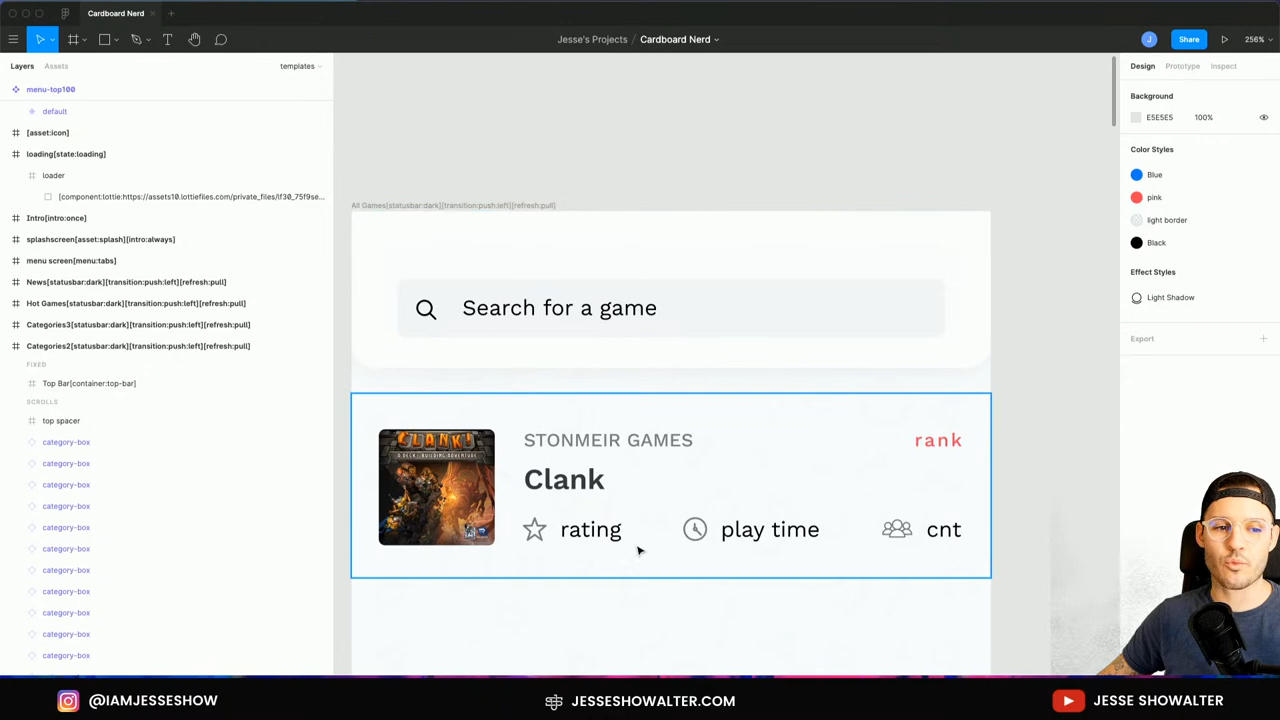 Cardboard Nerd
Jesse's Projects / Cardboard Nerd
J
Share
256%
Layers
Assets
templates
Design
Prototype
Inspect
menu-top100
default
[asset:icon]
loading[state:loading]
loader
[component:lottie:https://assets10.lottiefiles.com/private_files/lf30_75f9se...
Intro[intro:once]
splashscreen[asset:splash][intro:always]
menu screen[menu:tabs]
News[statusbar:dark][transition:push:left][refresh:pull]
Hot Games[statusbar:dark][transition:push:left][refresh:pull]
Categories3[statusbar:dark][transition:push:left][refresh:pull]
Categories2[statusbar:dark][transition:push:left][refresh:pull]
FIXED
Top Bar[container:top-bar]
SCROLLS
top spacer
category-box
category-box
category-box
category-box
category-box
category-box
category-box
category-box
category-box
category-box
category-box
All Games[statusbar:dark][transition:push:left][refresh:pull]
Search for a game
CLANK!
A DECK-BUILDING ADVENTURE
STONMEIR GAMES
rank
Clank
rating
play time
cnt
Background
E5E5E5
100%
Color Styles
Blue
pink
light border
Black
Effect Styles
Light Shadow
Export
@IAMJESSESHOW
JESSESHOWALTER.COM
JESSE SHOWALTER